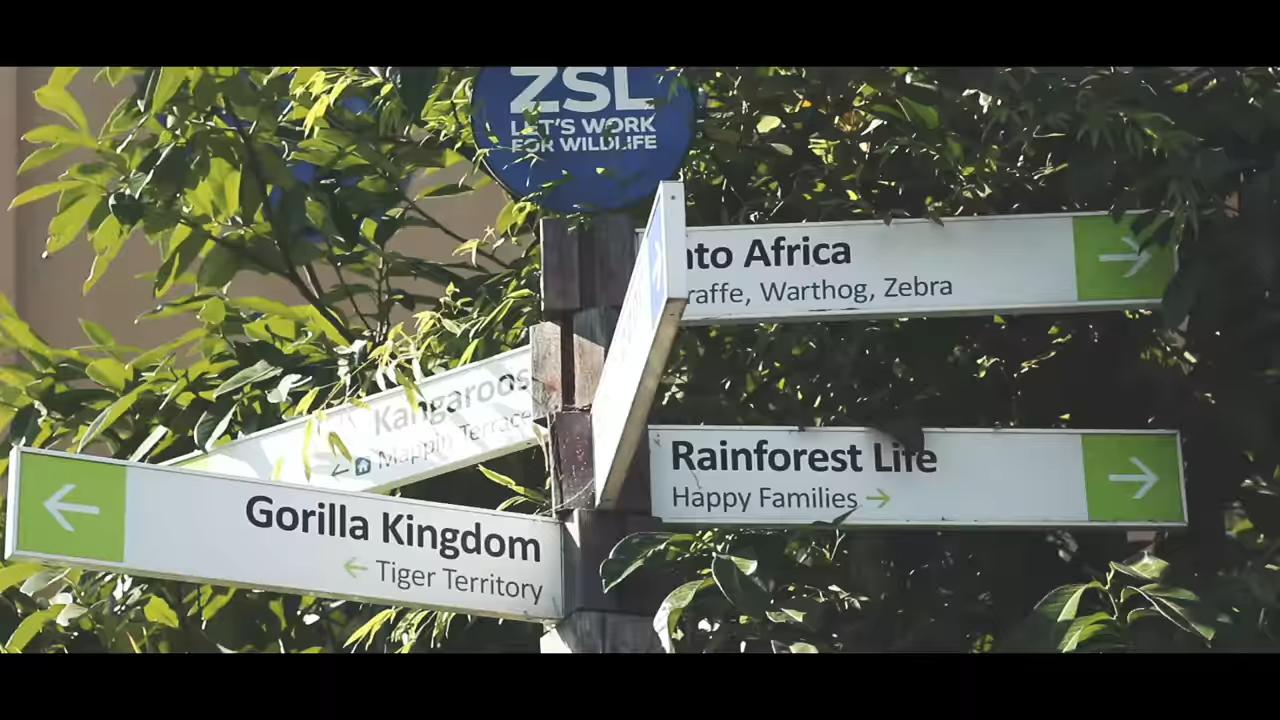 ZSL
LET'S WORK
FOR WILDLIFE
nto Africa
raffe, Warthog, Zebra
Kangaroos
Mappin Terrace
Rainforest Life
Happy Families →
Gorilla Kingdom
← Tiger Territory